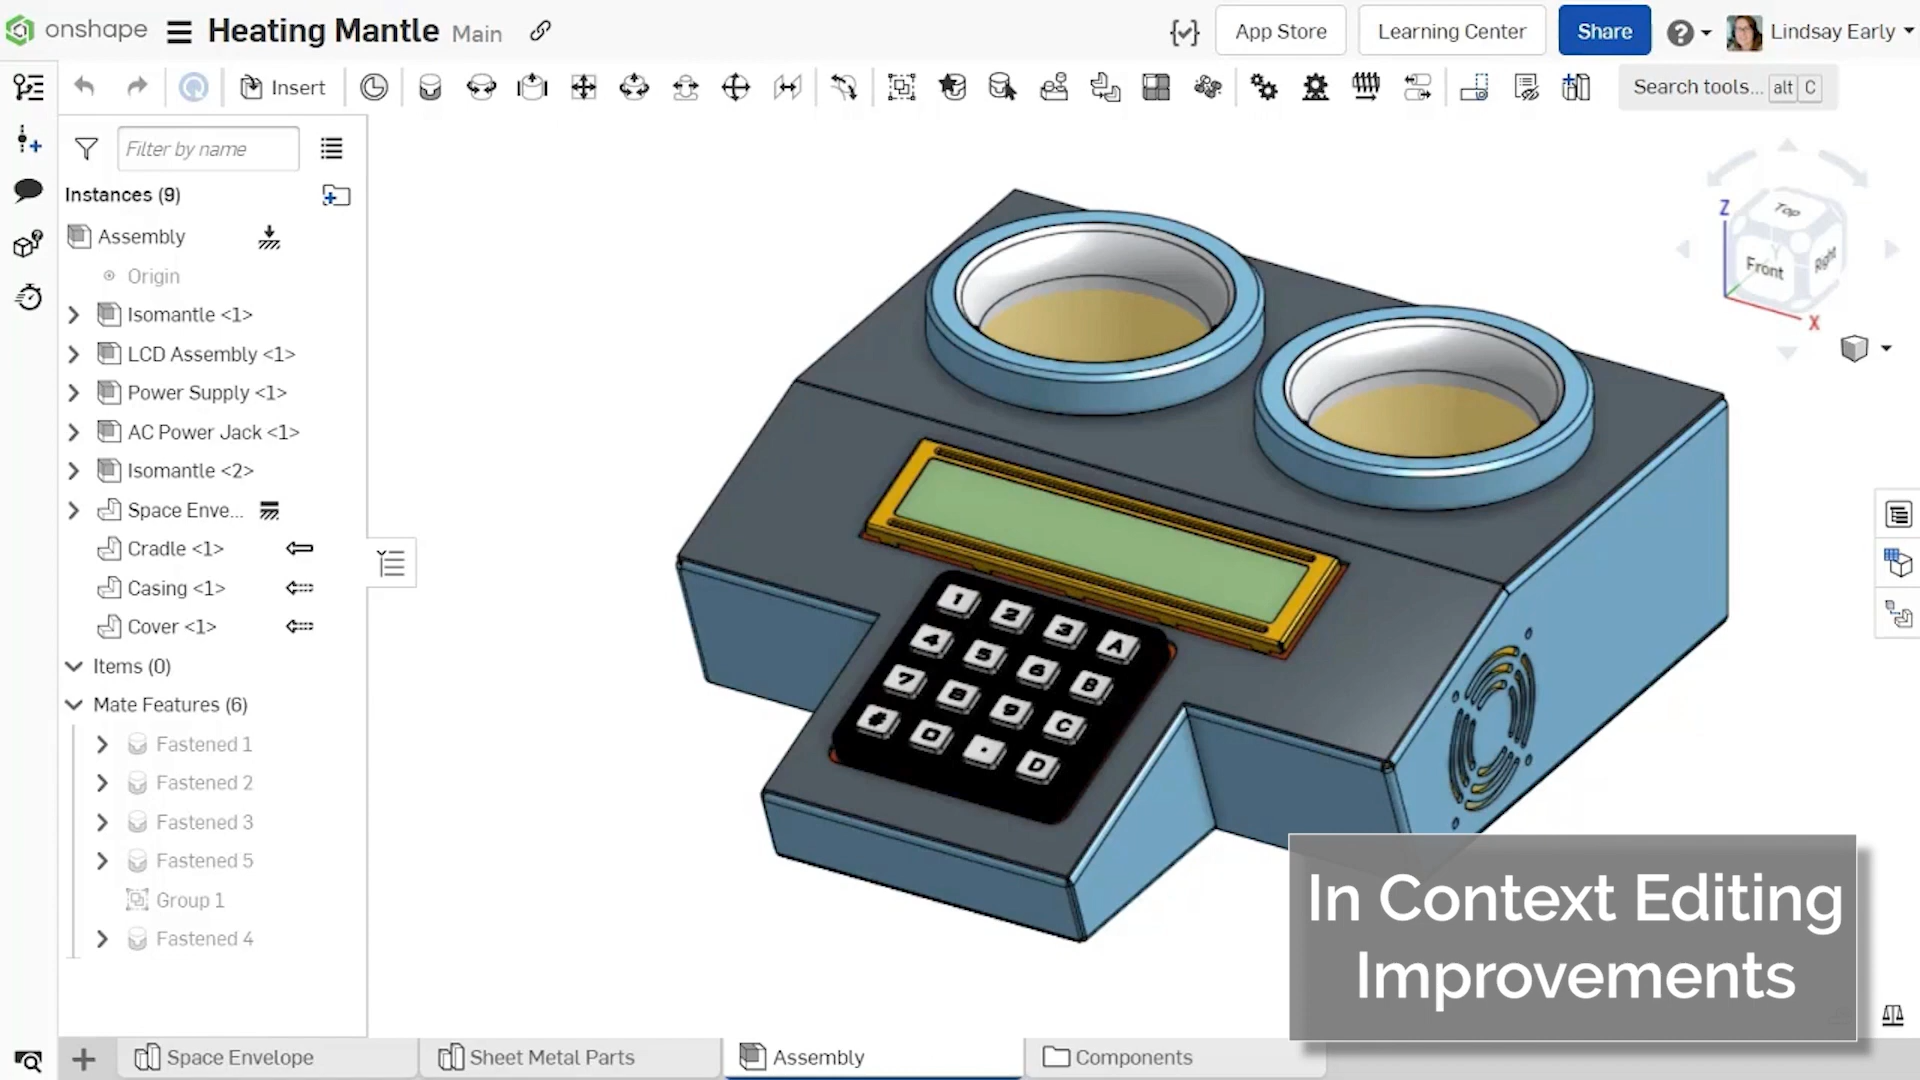 onshape
Heating Mantle Main
App Store
Learning Center
Share
Lindsay Early
Insert
Search tools... alt C
Filter by name
Instances (9)
Assembly
Origin
Isomantle <1>
LCD Assembly <1>
Power Supply <1>
AC Power Jack <1>
Isomantle <2>
Space Enve...
Cradle <1>
Casing <1>
Cover <1>
Items (0)
Mate Features (6)
Fastened 1
Fastened 2
Fastened 3
Fastened 5
Group 1
Fastened 4
Top
Front
Right
Z
Y
X
1 2 3 A
4 5 6 B
7 8 9 C
# 0 . D
In Context Editing
Improvements
Space Envelope
Sheet Metal Parts
Assembly
Components